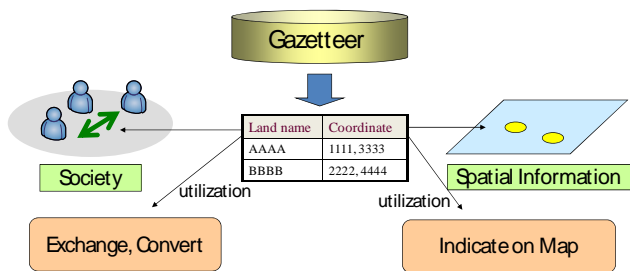 Gazetteer
Land name Coordinate
AAAA 1111, 3333
BBBB 2222, 4444
Society
Spatial Information
utilization
utilization
Exchange, Convert
Indicate on Map